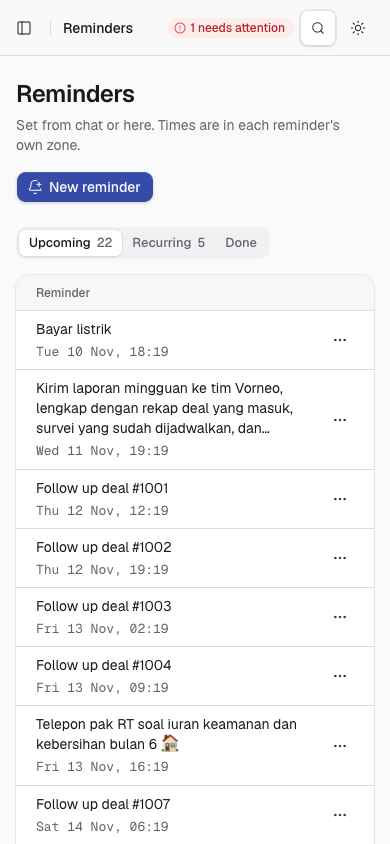 Reminders
1 needs attention
Reminders
Set from chat or here. Times are in each reminder's
own zone.
New reminder
Upcoming 22 Recurring 5 Done
Reminder
Bayar listrik
Tue 10 Nov, 18:19
Kirim laporan mingguan ke tim Vorneo,
lengkap dengan rekap deal yang masuk,
survei yang sudah dijadwalkan, dan…
Wed 11 Nov, 19:19
Follow up deal #1001
Thu 12 Nov, 12:19
Follow up deal #1002
Thu 12 Nov, 19:19
Follow up deal #1003
Fri 13 Nov, 02:19
Follow up deal #1004
Fri 13 Nov, 09:19
Telepon pak RT soal iuran keamanan dan
kebersihan bulan 6 🏠
Fri 13 Nov, 16:19
Follow up deal #1007
Sat 14 Nov, 06:19